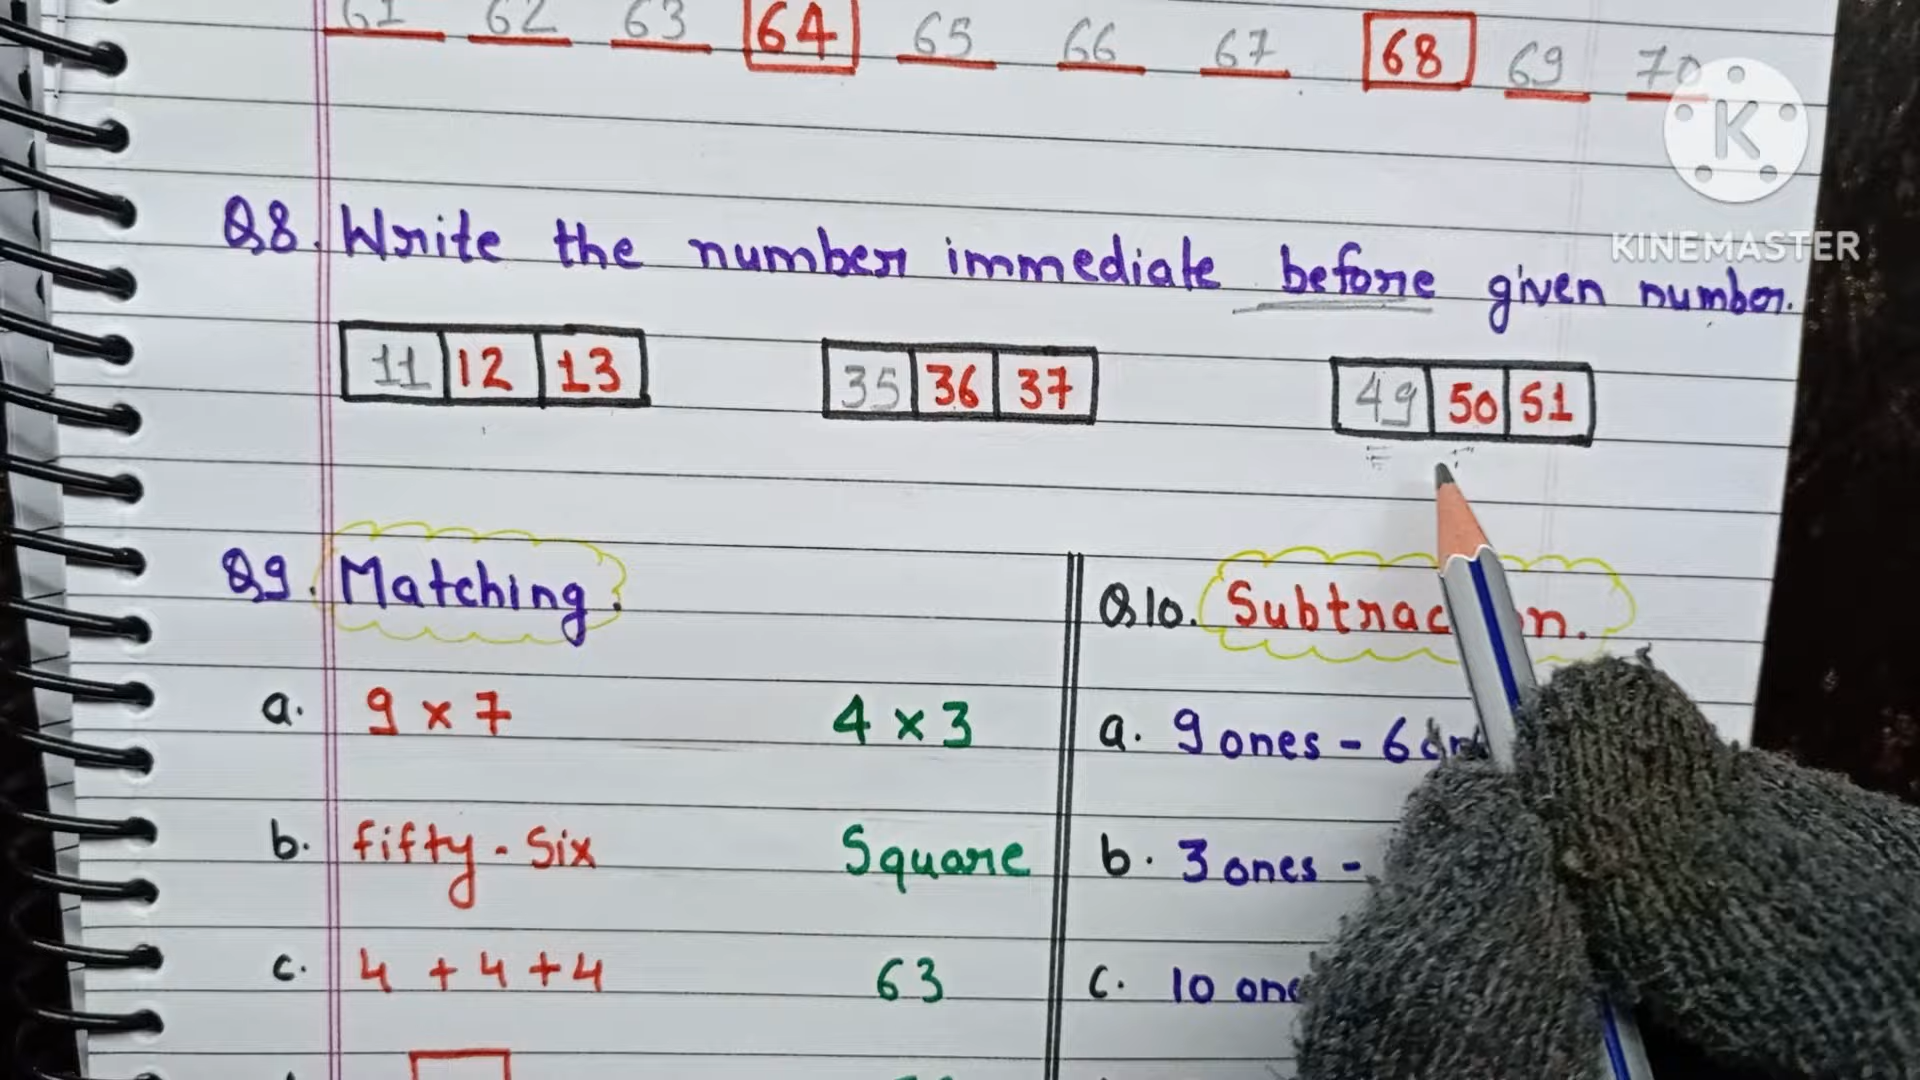 61 62 63 64 65 66 67 68 69 70
K
KINEMASTER
Q8. Write the number immediate before given number.
11 12 13 35 36 37 49 50 51
Q9. Matching.
a. 9 × 7 4 × 3
b. fifty-Six Square
c. 4 + 4 + 4 63
Q10.
a. 9 ones - 6
b. 3 ones -
c. 10